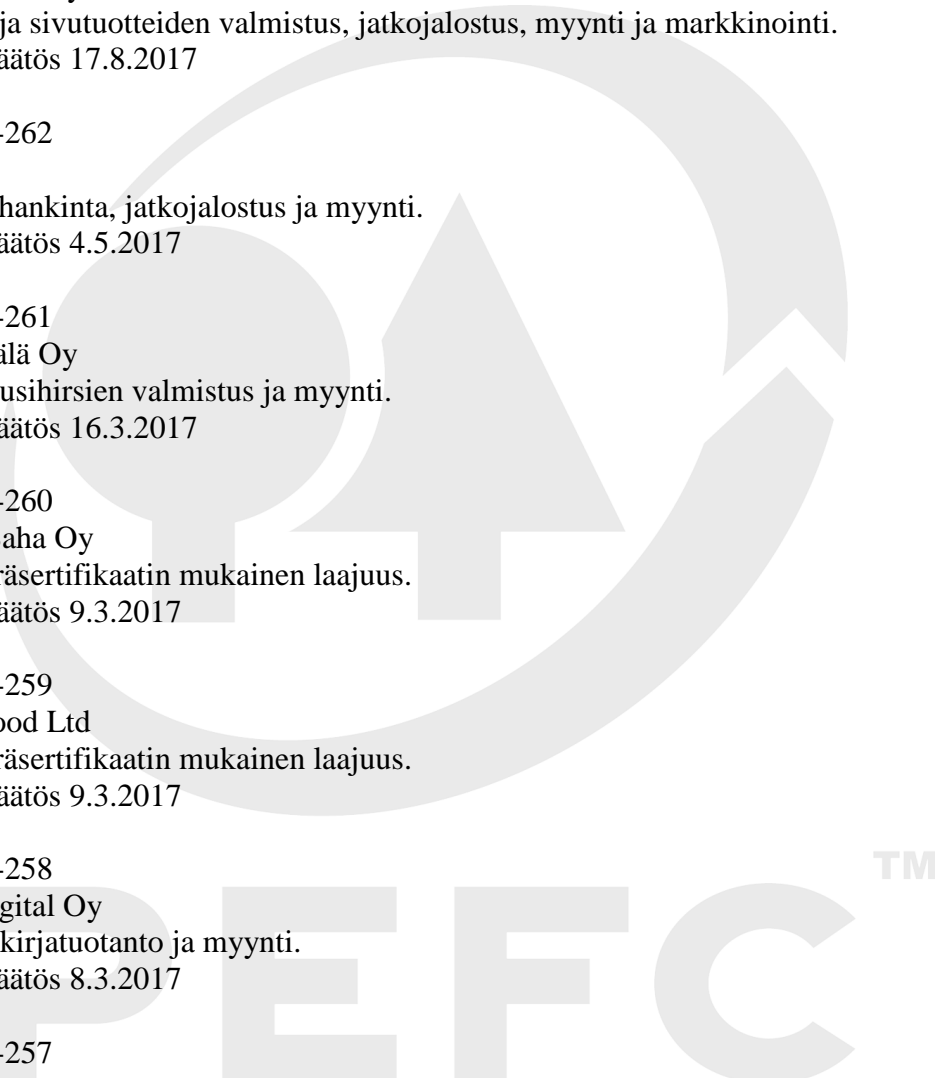 ja sivutuotteiden valmistus, jatkojalostus, myynti ja markkinointi.
äätös 17.8.2017
-262
hankinta, jatkojalostus ja myynti.
äätös 4.5.2017
-261
älä Oy
usihirsien valmistus ja myynti.
äätös 16.3.2017
-260
aha Oy
räsertifikaatin mukainen laajuus.
äätös 9.3.2017
-259
ood Ltd
räsertifikaatin mukainen laajuus.
äätös 9.3.2017
-258
gital Oy
kirjatuotanto ja myynti.
äätös 8.3.2017
-257
PEFC TM